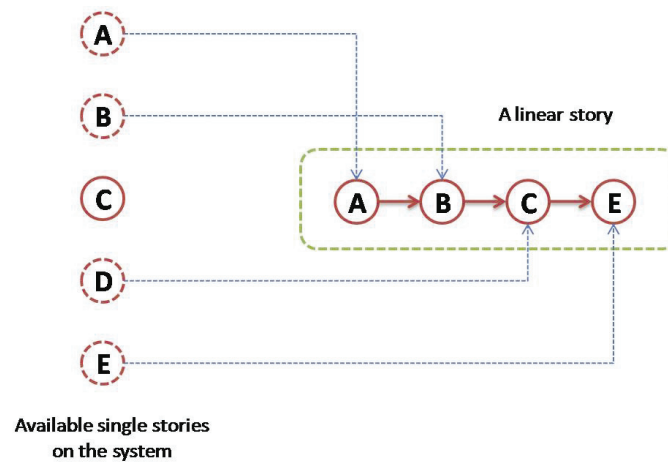 A
B
A linear story
C
A B C E
D
E
Available single stories
on the system